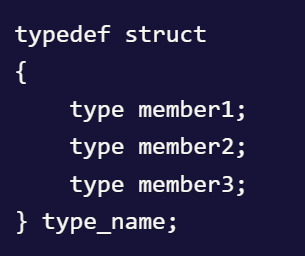 typedef struct
{
    type member1;
    type member2;
    type member3;
} type_name;